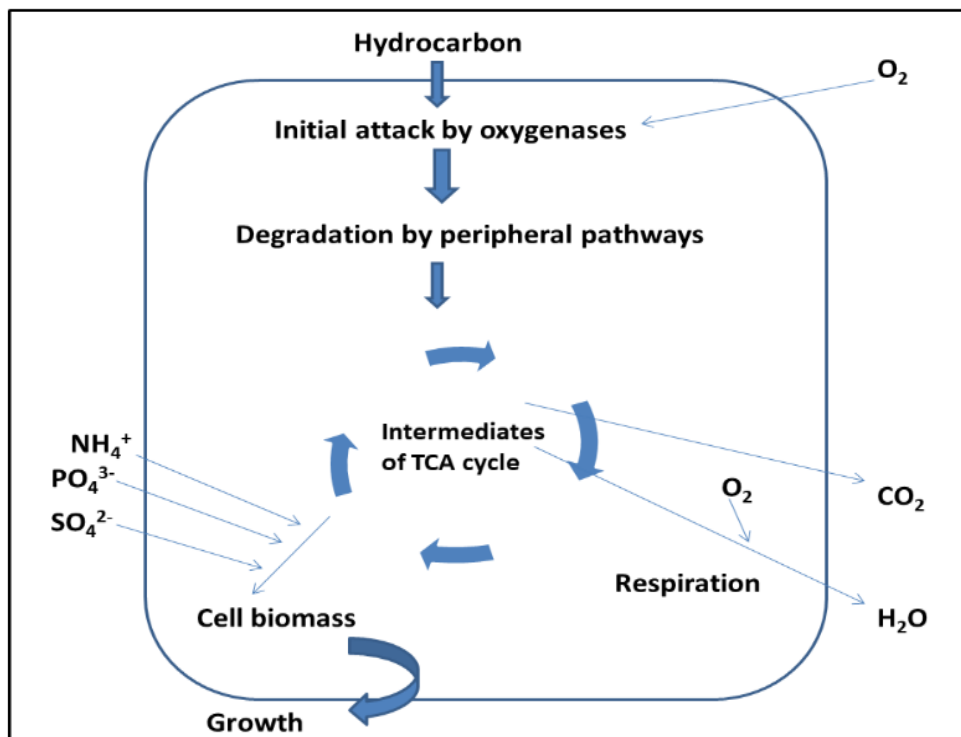 Hydrocarbon
O₂
Initial attack by oxygenases
Degradation by peripheral pathways
Intermediates
of TCA cycle
NH₄⁺
PO₄³⁻
SO₄²⁻
O₂
CO₂
Respiration
Cell biomass
H₂O
Growth